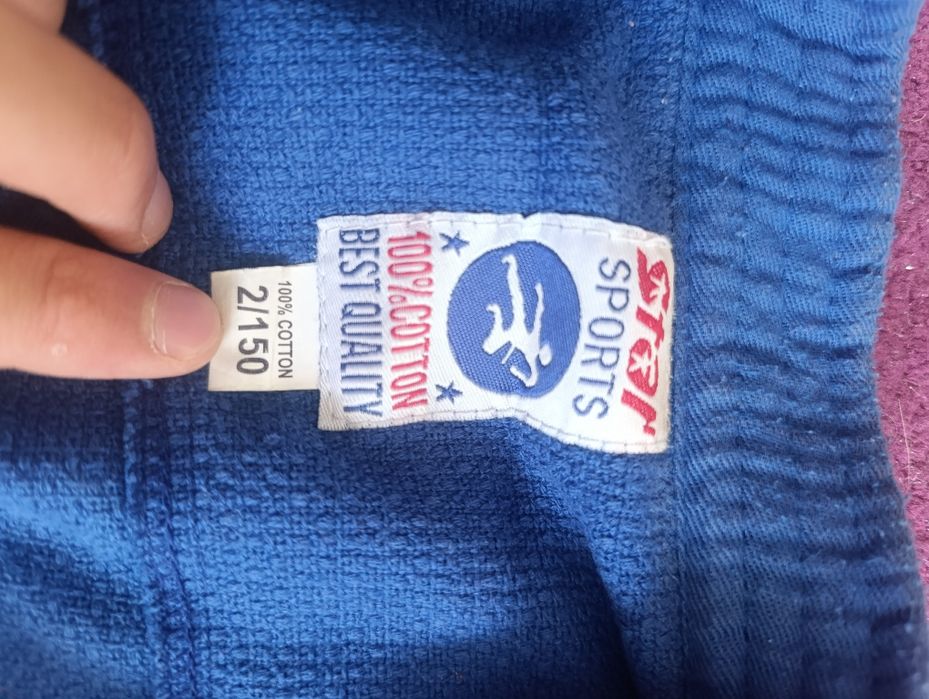 Star
SPORTS
100% COTTON
BEST QUALITY
100% COTTON
2/150